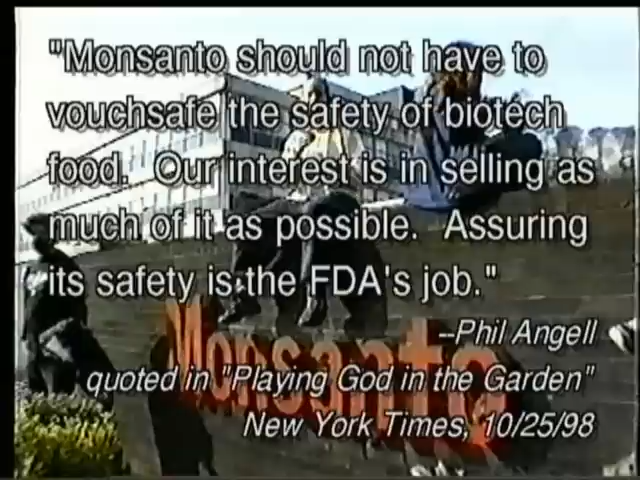 "Monsanto should not have to
vouchsafe the safety of biotech
food. Our interest is in selling as
much of it as possible. Assuring
its safety is the FDA's job."
–Phil Angell
quoted in "Playing God in the Garden"
New York Times, 10/25/98
Monsanto